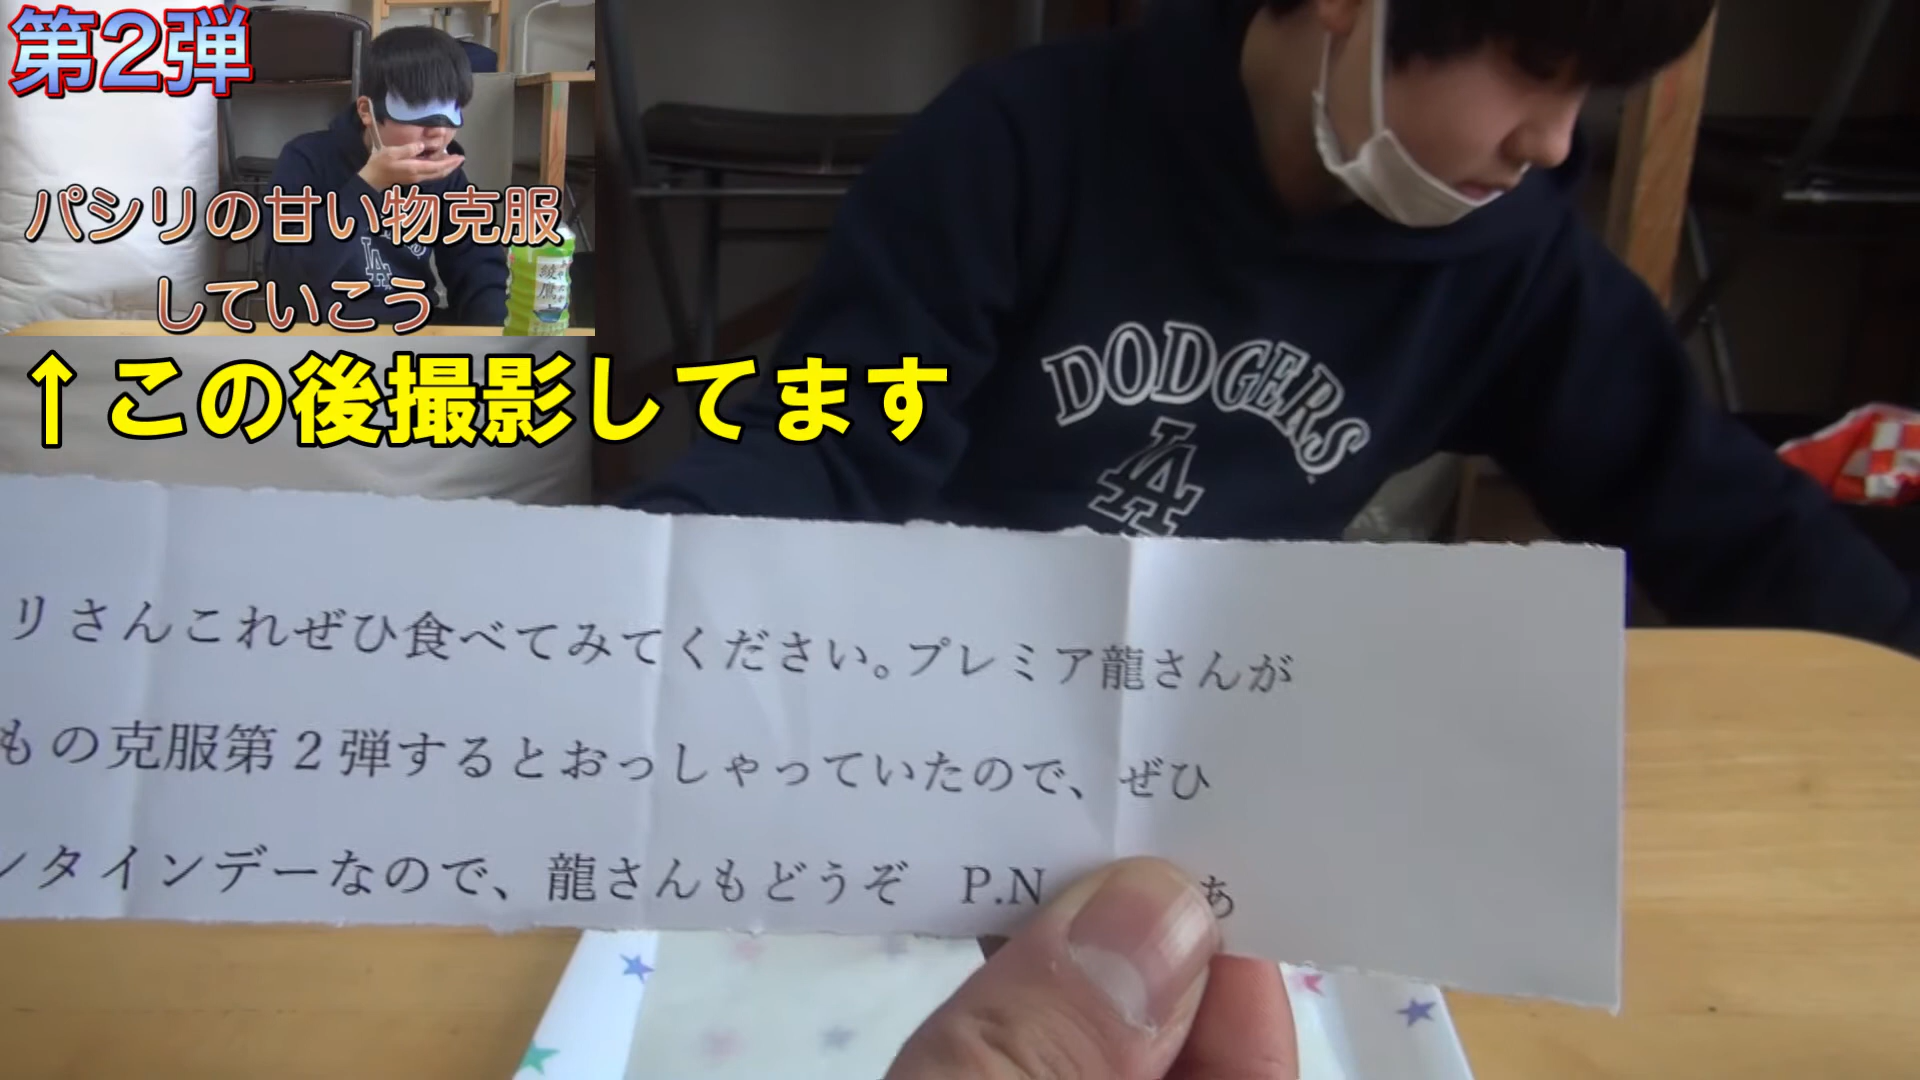 第2弾
パシリの甘い物克服
していこう
綾鷹
↑この後撮影してます
DODGERS
LA
リさんこれぜひ食べてみてください。プレミア龍さんが
もの克服第2弾するとおっしゃっていたので、ぜひ
ンタインデーなので、龍さんもどうぞ P.N ぁ